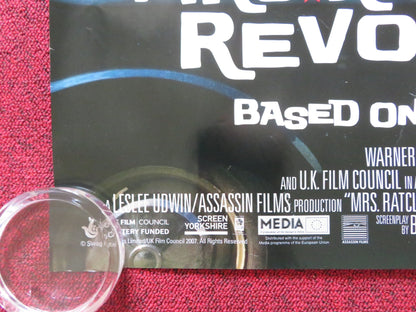 REVO
BASED ON
WARNER
AND U.K. FILM COUNCIL IN A
A LESLEE UDWIN/ASSASSIN FILMS PRODUCTION "MRS. RATCL
SCREENPLAY BY
FILM COUNCIL
TERY FUNDED
SCREEN
YORKSHIRE
MEDIA
Distributed with the support of the
Media programme of the European Union
ASSASSIN FILMS
Limited/UK Film Council 2007, All Rights Reserved